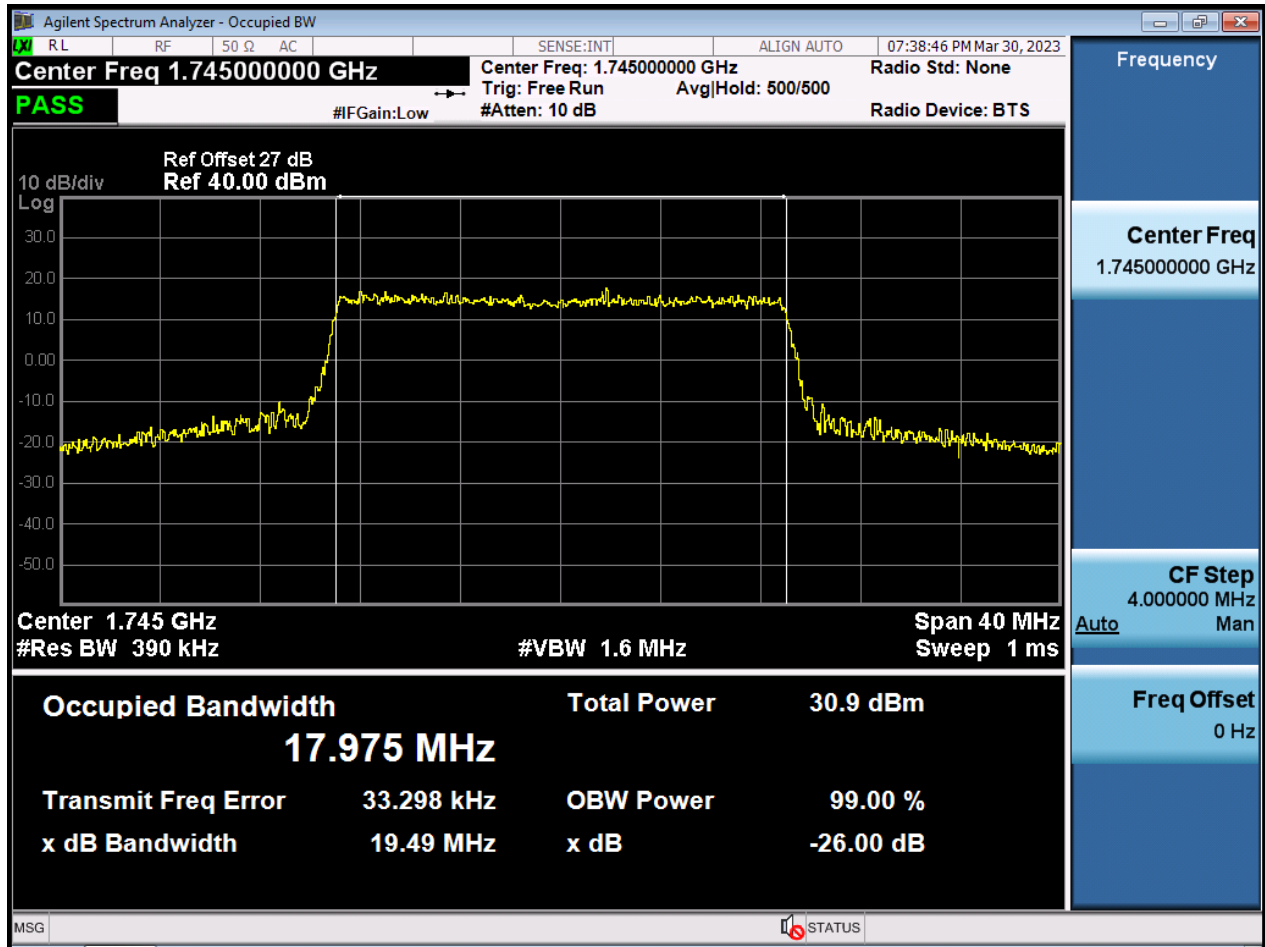 Agilent Spectrum Analyzer - Occupied BW
LXI RL RF 50 Ω AC SENSE:INT ALIGN AUTO 07:38:46 PM Mar 30, 2023
Center Freq 1.745000000 GHz
PASS
#IFGain:Low
Center Freq: 1.745000000 GHz
Trig: Free Run Avg|Hold: 500/500
#Atten: 10 dB
Radio Std: None
Radio Device: BTS
Ref Offset 27 dB
10 dB/div Ref 40.00 dBm
Log
30.0
20.0
10.0
0.00
-10.0
-20.0
-30.0
-40.0
-50.0
Center 1.745 GHz Span 40 MHz
#Res BW 390 kHz #VBW 1.6 MHz Sweep 1 ms
Occupied Bandwidth Total Power 30.9 dBm
17.975 MHz
Transmit Freq Error 33.298 kHz OBW Power 99.00 %
x dB Bandwidth 19.49 MHz x dB -26.00 dB
Frequency
Center Freq
1.745000000 GHz
CF Step
4.000000 MHz
Auto Man
Freq Offset
0 Hz
MSG STATUS